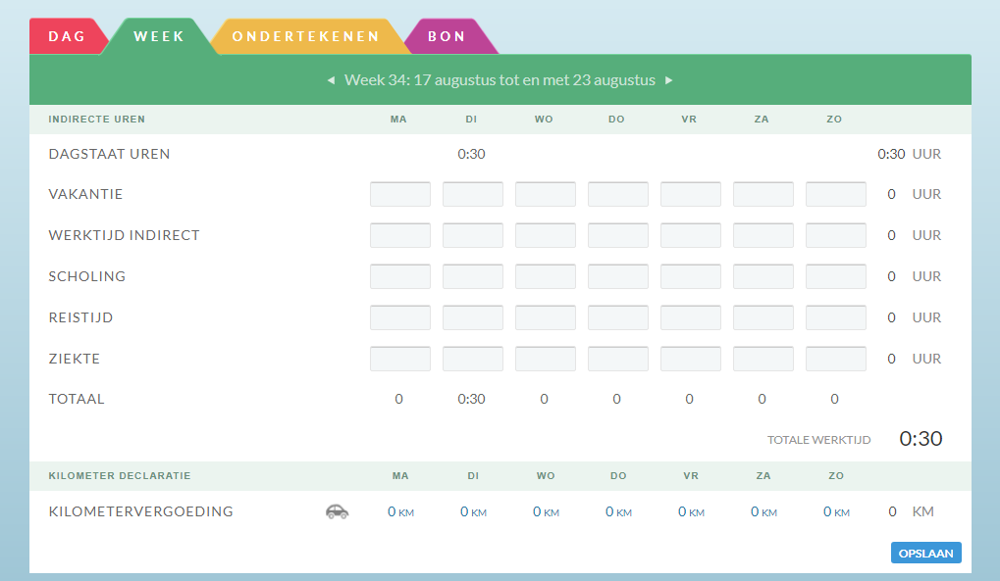 DAG WEEK ONDERTEKENEN BON
◄ Week 34: 17 augustus tot en met 23 augustus ►
INDIRECTE UREN MA DI WO DO VR ZA ZO
DAGSTAAT UREN 0:30 0:30 UUR
VAKANTIE 0 UUR
WERKTIJD INDIRECT 0 UUR
SCHOLING 0 UUR
REISTIJD 0 UUR
ZIEKTE 0 UUR
TOTAAL 0 0:30 0 0 0 0 0
TOTALE WERKTIJD 0:30
KILOMETER DECLARATIE MA DI WO DO VR ZA ZO
KILOMETERVERGOEDING 0 KM 0 KM 0 KM 0 KM 0 KM 0 KM 0 KM 0 KM
OPSLAAN